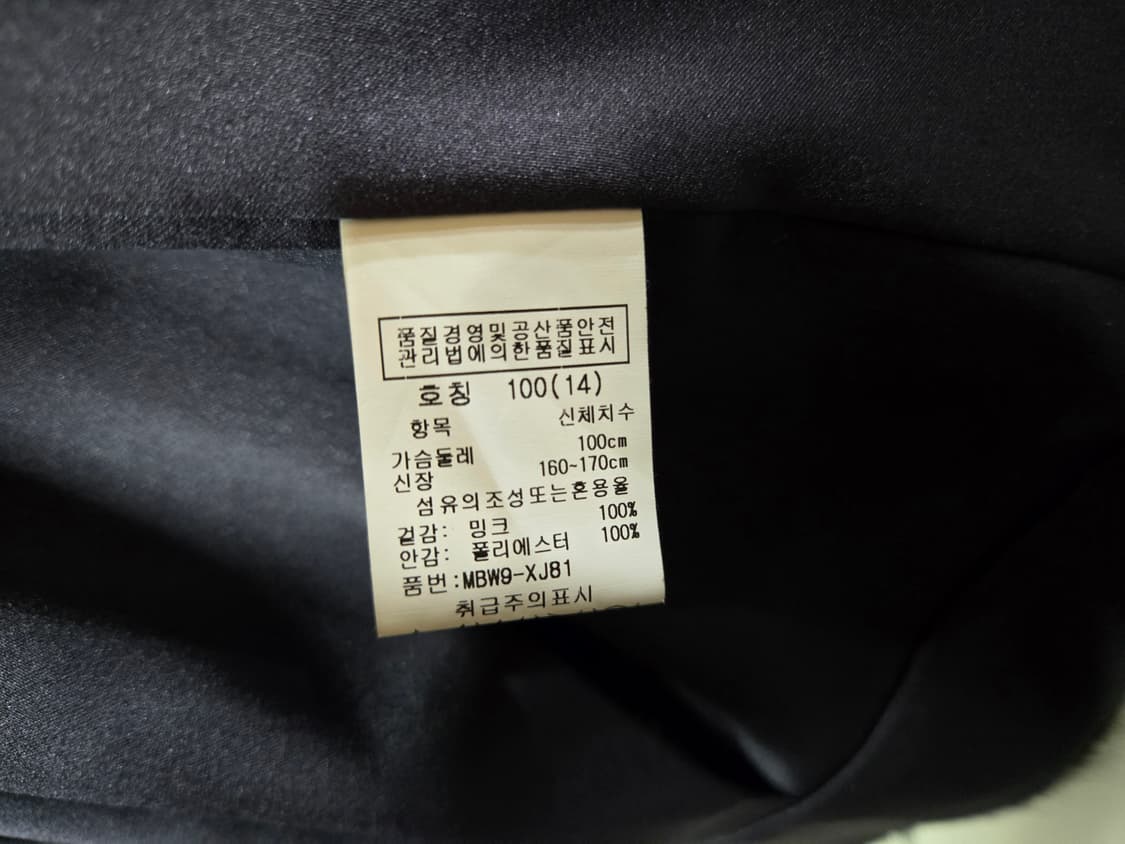 품질경영및공산품안전
관리법에의한품질표시
호칭 100(14)
항목 신체치수
가슴둘레 100cm
신장 160~170cm
섬유의조성또는혼용율
겉감: 밍크 100%
안감: 폴리에스터 100%
품번:MBW9-XJ81
취급주의표시